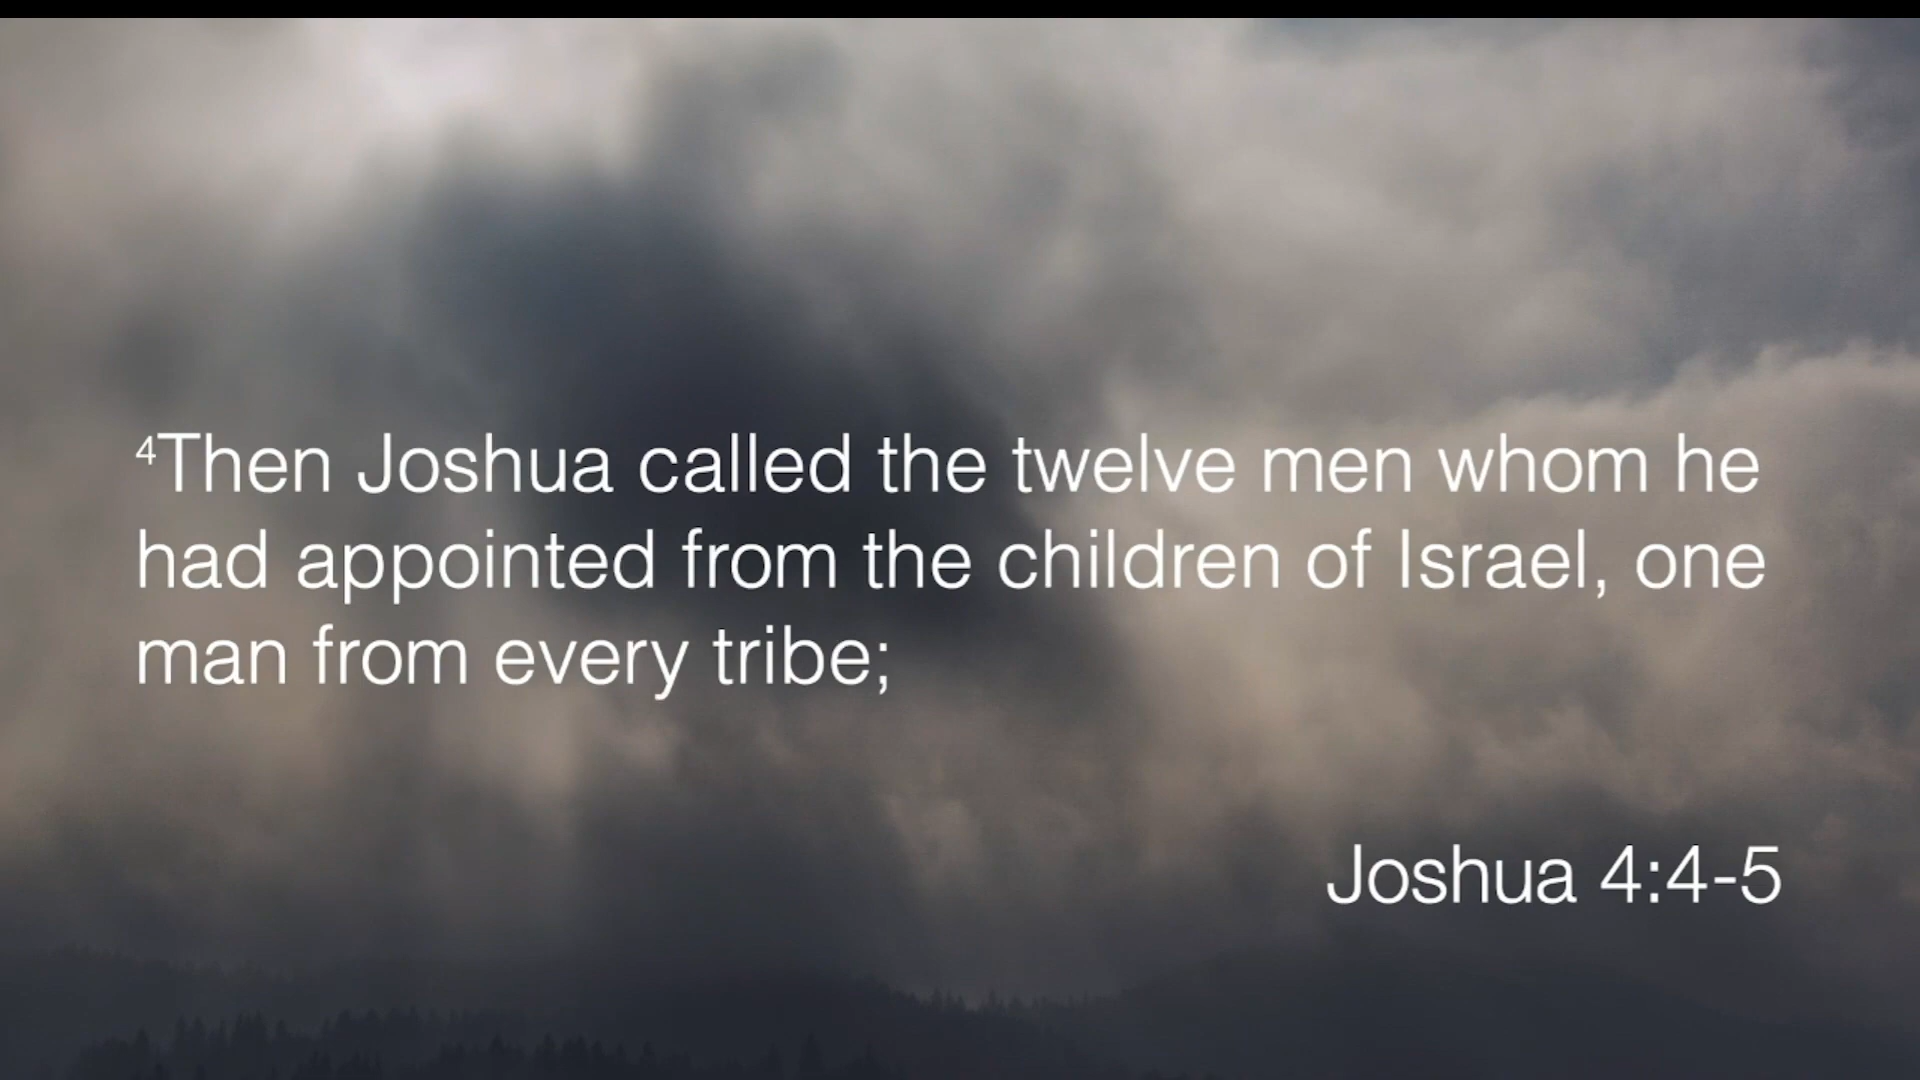 ⁴Then Joshua called the twelve men whom he
had appointed from the children of Israel, one
man from every tribe;
Joshua 4:4-5